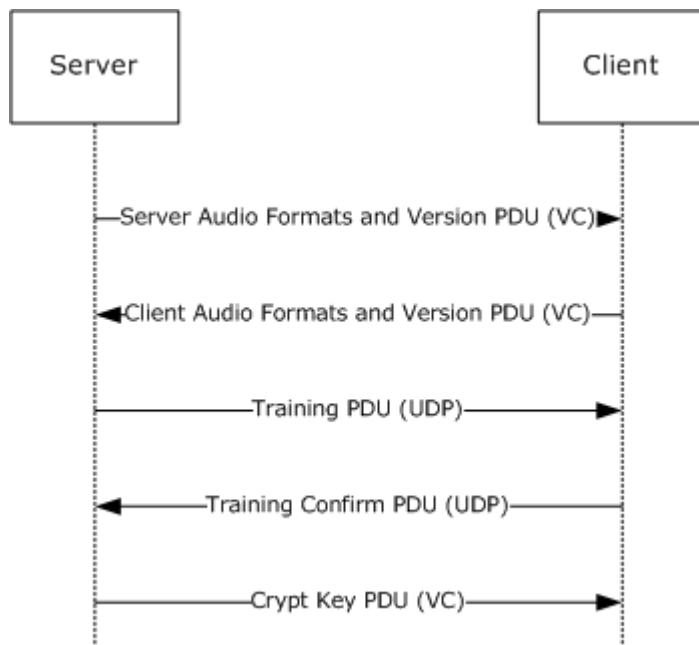 Server
Client
Server Audio Formats and Version PDU (VC)
Client Audio Formats and Version PDU (VC)
Training PDU (UDP)
Training Confirm PDU (UDP)
Crypt Key PDU (VC)